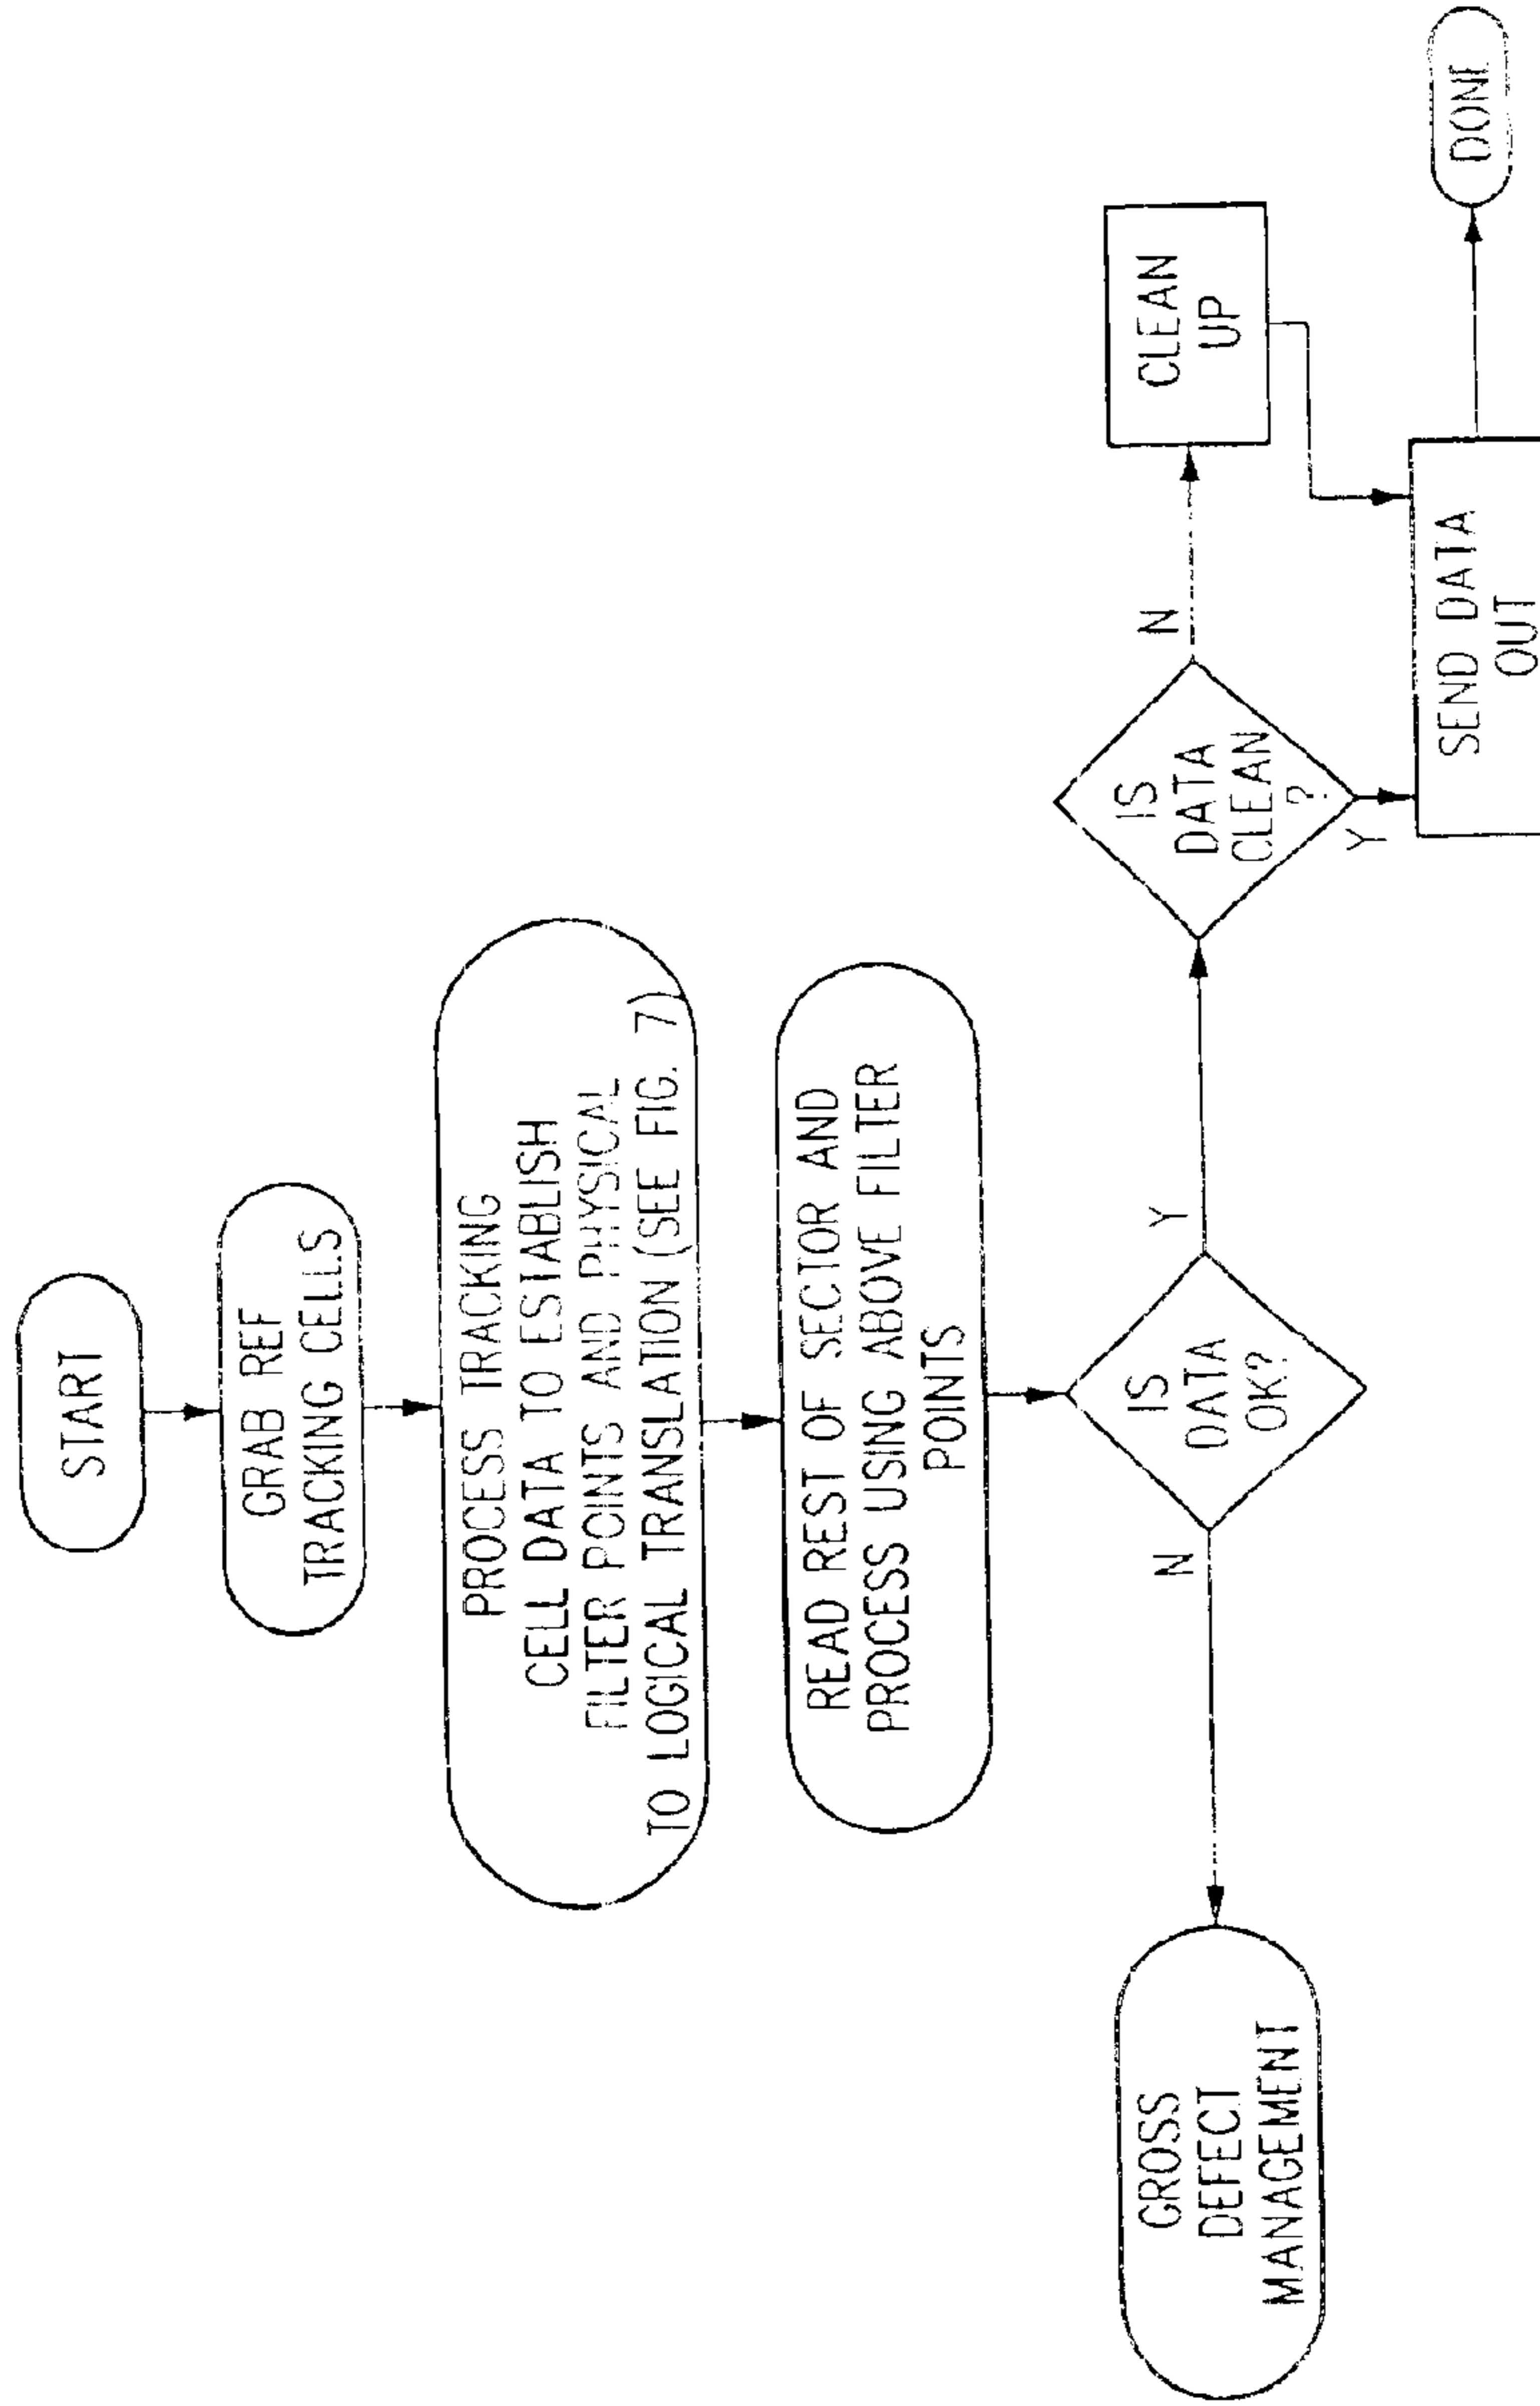 START
GRAB REF
TRACKING CELLS
PROCESS TRACKING
CELL DATA TO ESTABLISH
FILTER POINTS AND PHYSICAL
TO LOGICAL TRANSLATION (SEE FIG. 7)
READ REST OF SECTOR AND
PROCESS USING ABOVE FILTER
POINTS
IS
DATA
OK?
N
Y
GROSS
DEFECT
MANAGEMENT
IS
DATA
CLEAN
?
N
Y
CLEAN
UP
SEND DATA
OUT
DONE